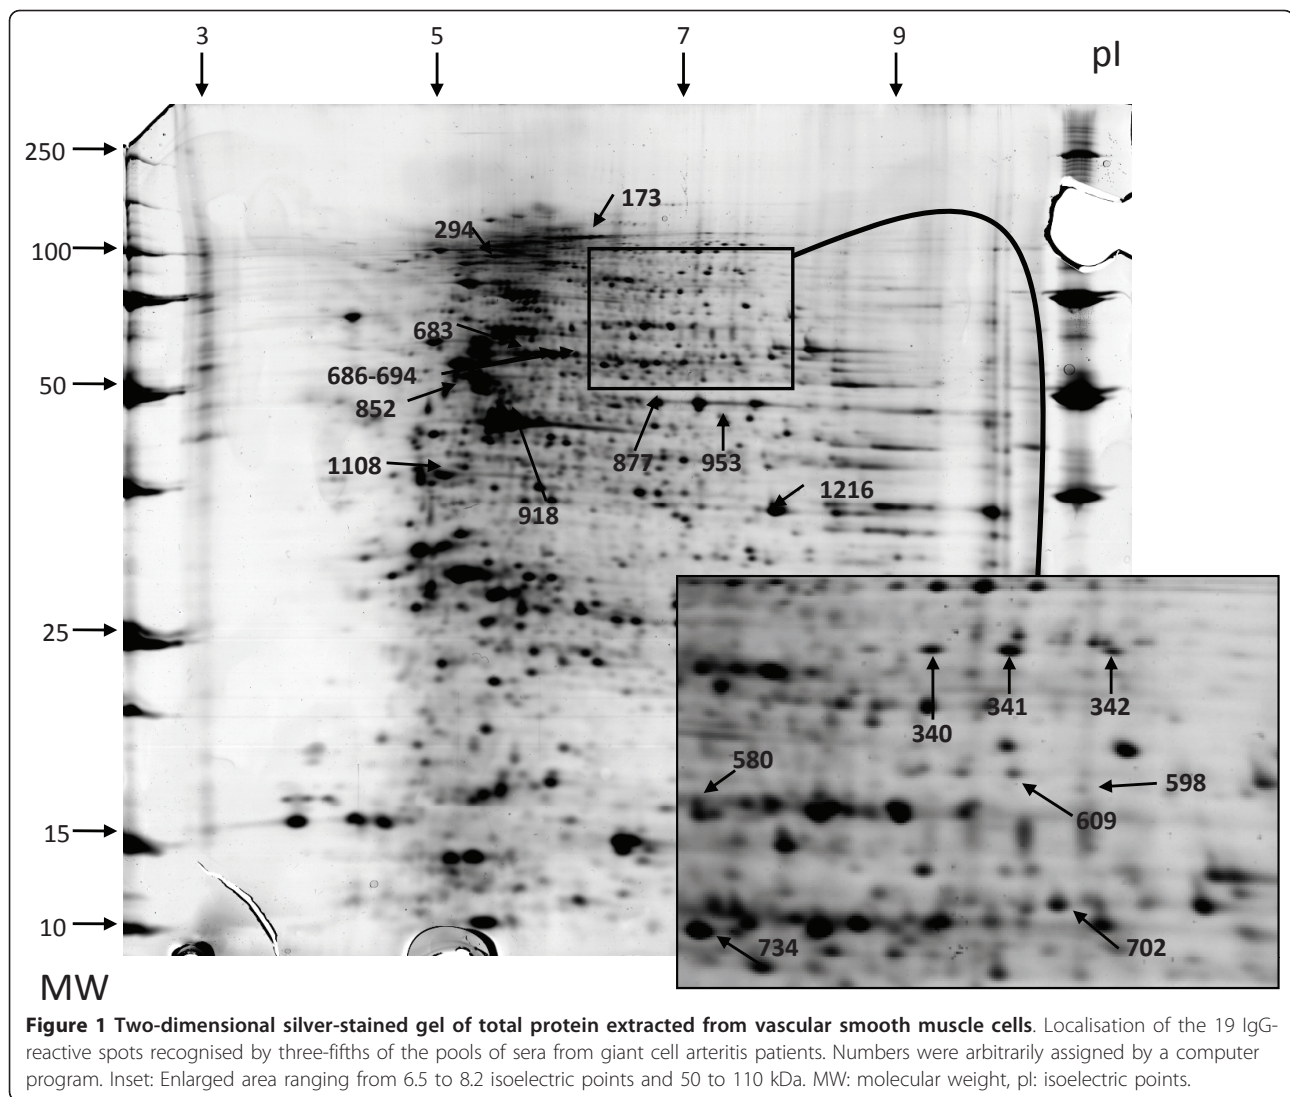 3 5 7 9
pI
250
173
294
100
683
686-694
50
852
877 953
1108
1216
918
25
340 341 342
580
598
609
15
734 702
10
MW
Figure 1 Two-dimensional silver-stained gel of total protein extracted from vascular smooth muscle cells. Localisation of the 19 IgG-
reactive spots recognised by three-fifths of the pools of sera from giant cell arteritis patients. Numbers were arbitrarily assigned by a computer
program. Inset: Enlarged area ranging from 6.5 to 8.2 isoelectric points and 50 to 110 kDa. MW: molecular weight, pI: isoelectric points.